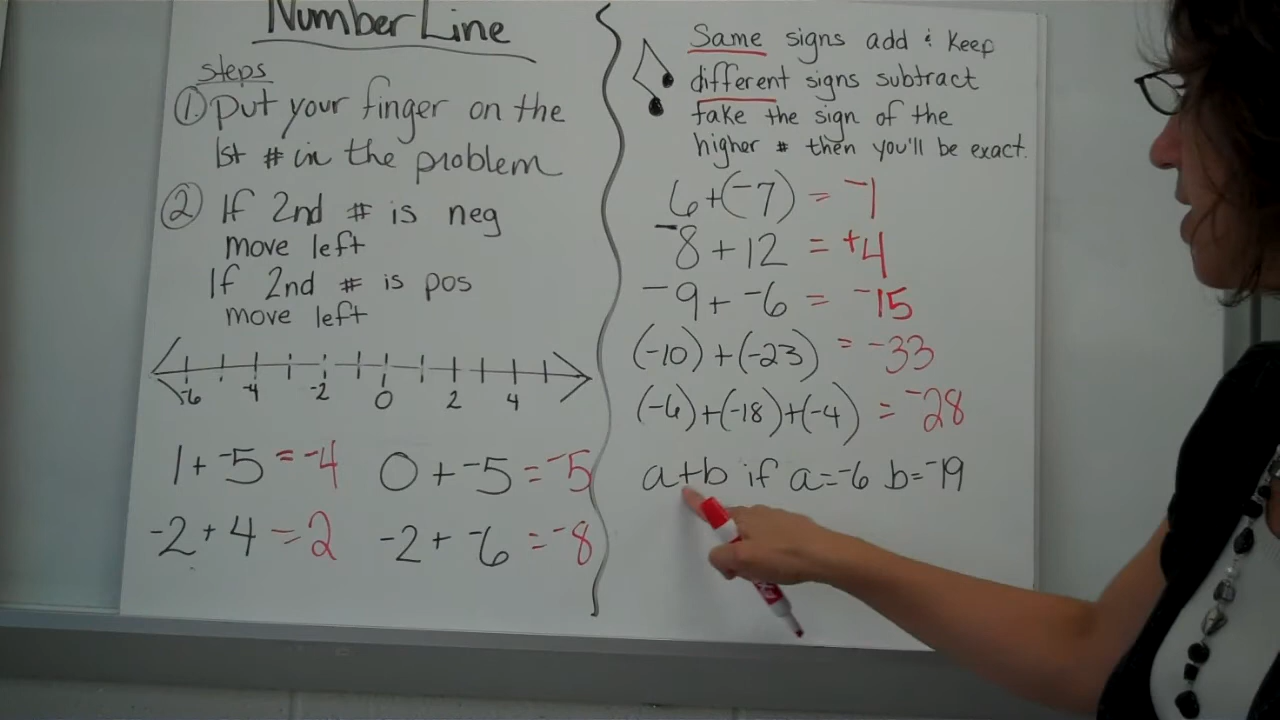 Number Line
steps
① put your finger on the
1st # in the problem
② If 2nd # is neg
move left
If 2nd # is pos
move left
-6 -4 -2 0 2 4
1 + -5 = -4
0 + -5 = -5
-2 + 4 = 2
-2 + -6 = -8
Same signs add & keep
different signs subtract
take the sign of the
higher # then you'll be exact.
6+(-7) = -1
-8 + 12 = +4
-9 + -6 = -15
(-10) + (-23) = -33
(-6)+(-18)+(-4) = -28
a+b if a=-6 b=-19